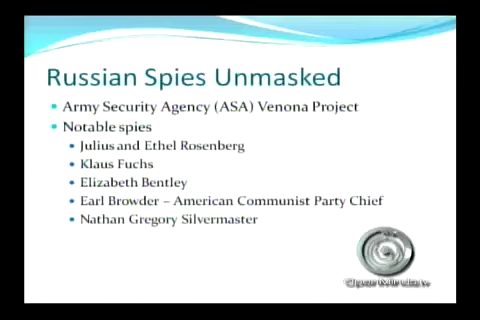 Russian Spies Unmasked
Army Security Agency (ASA) Venona Project
Notable spies
Julius and Ethel Rosenberg
Klaus Fuchs
Elizabeth Bentley
Earl Browder – American Communist Party Chief
Nathan Gregory Silvermaster